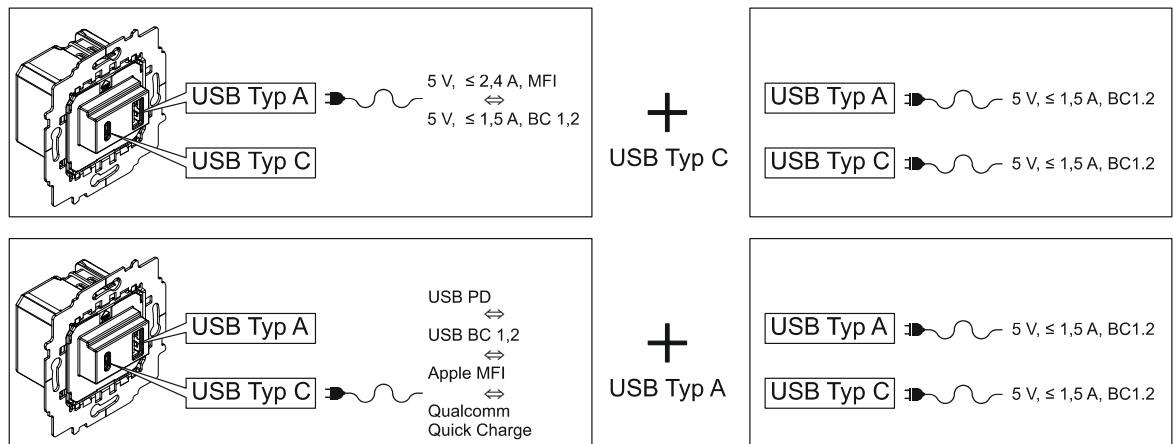 USB Typ A
5 V, ≤ 2,4 A, MFI
⇔
5 V, ≤ 1,5 A, BC 1,2
USB Typ C
+
USB Typ C
USB Typ A
5 V, ≤ 1,5 A, BC1.2
USB Typ C
5 V, ≤ 1,5 A, BC1.2
USB Typ A
USB Typ C
USB PD
⇔
USB BC 1,2
⇔
Apple MFI
⇔
Qualcomm
Quick Charge
+
USB Typ A
USB Typ A
5 V, ≤ 1,5 A, BC1.2
USB Typ C
5 V, ≤ 1,5 A, BC1.2